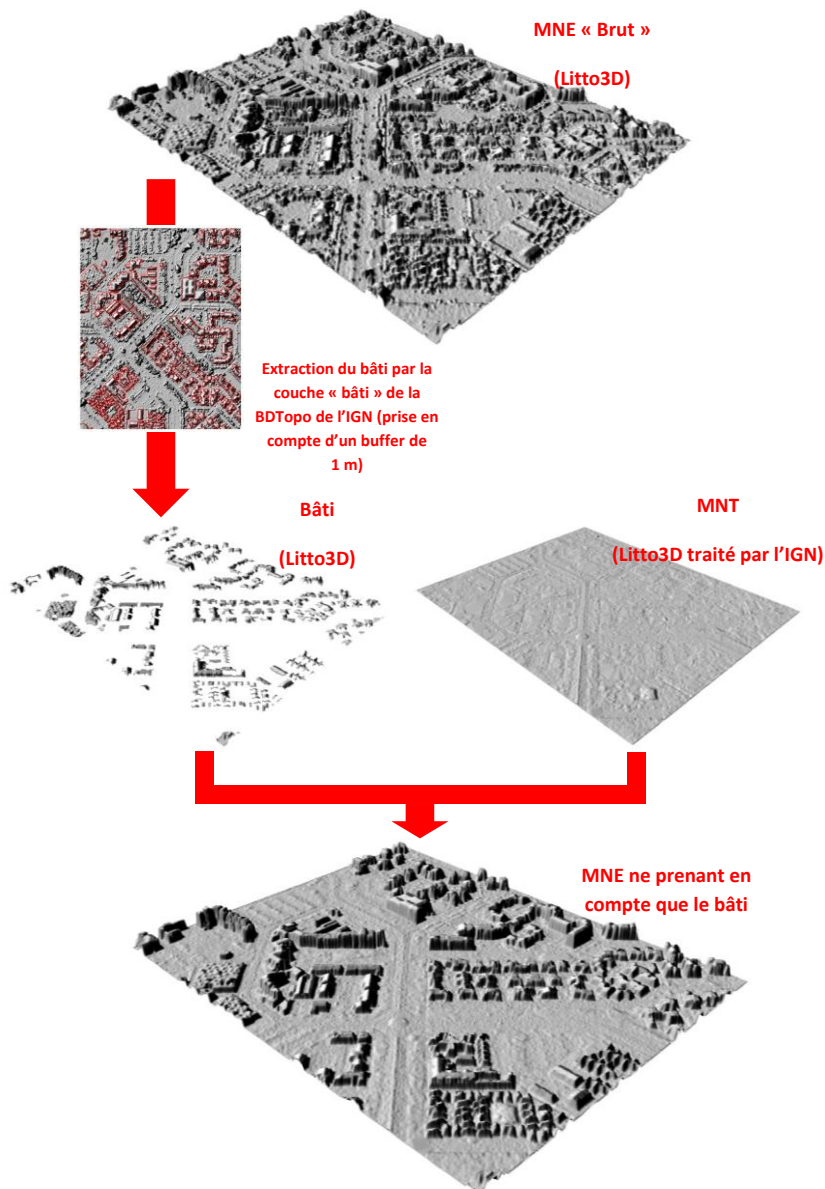 MNE « Brut »
(Litto3D)
Extraction du bâti par la
couche « bâti » de la
BDTopo de l’IGN (prise en
compte d’un buffer de
1 m)
Bâti
(Litto3D)
MNT
(Litto3D traité par l’IGN)
MNE ne prenant en
compte que le bâti